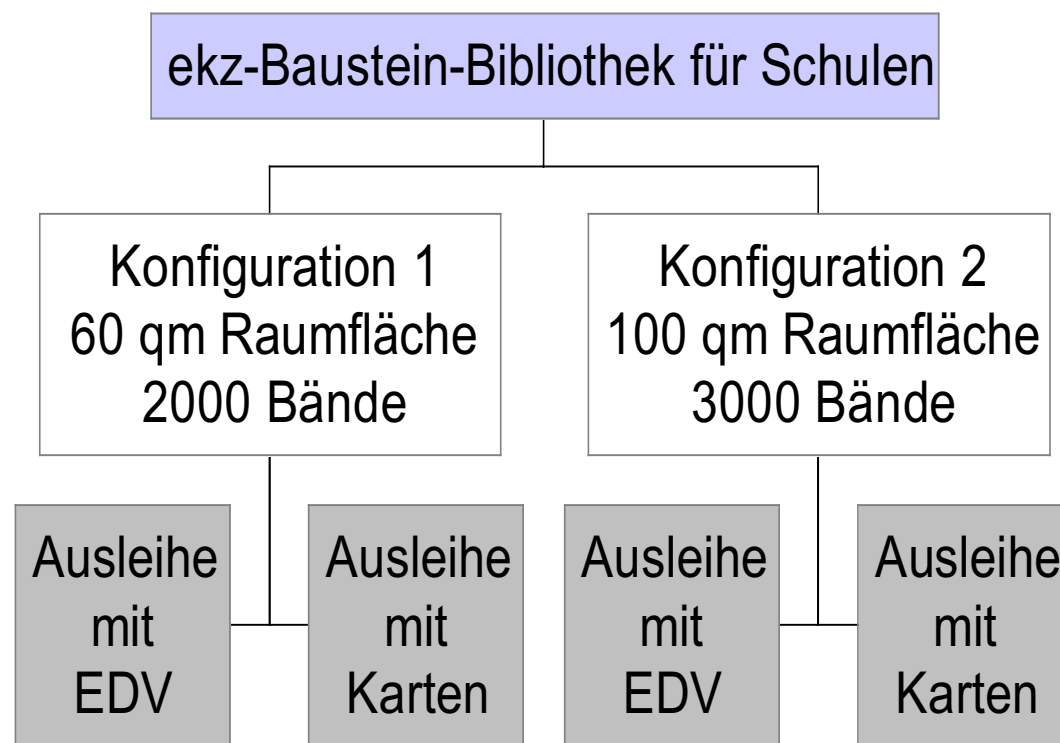 ekz-Baustein-Bibliothek für Schulen
Konfiguration 1
60 qm Raumfläche
2000 Bände
Konfiguration 2
100 qm Raumfläche
3000 Bände
Ausleihe
mit
EDV
Ausleihe
mit
Karten
Ausleihe
mit
EDV
Ausleihe
mit
Karten